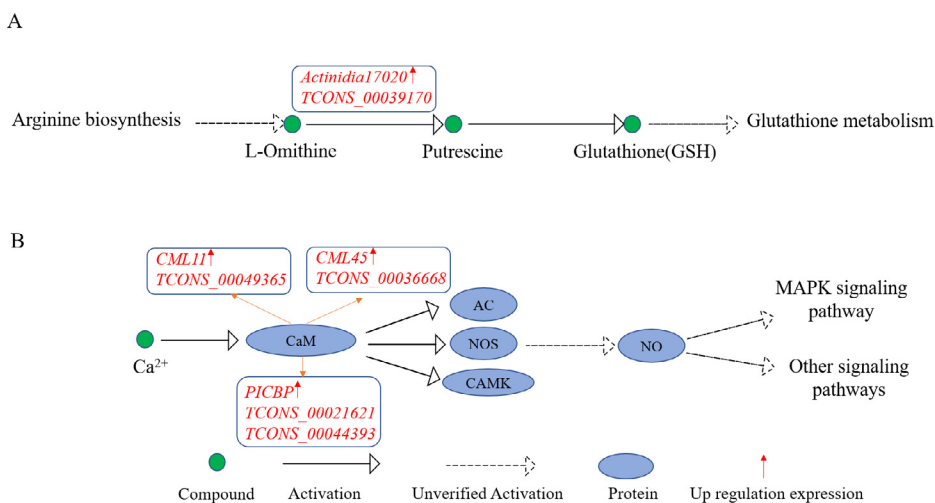 A
Actinidia17020
TCONS_00039170
Arginine biosynthesis
Glutathione metabolism
L-Omithinc
Putrescine
Glutathione(GSH)
B
CML11
TCONS_00049365
CML45
TCONS_00036668
MAPK signaling
pathway
AC
CaM
NOS
NO
Ca²⁺
CAMK
Other signaling
pathways
PICBP
TCONS_00021621
TCONS_00044393
Compound
Activation
Unverified Activation
Protein
Up regulation expression